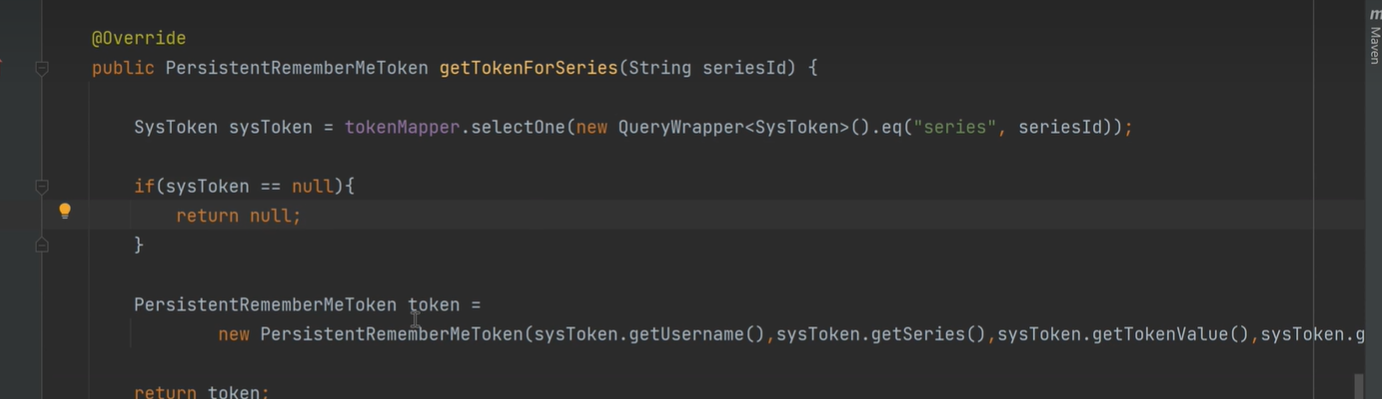 @Override
public PersistentRememberMeToken getTokenForSeries(String seriesId) {
SysToken sysToken = tokenMapper.selectOne(new QueryWrapper<SysToken>().eq("series", seriesId));
if(sysToken == null){
return null;
}
PersistentRememberMeToken token =
new PersistentRememberMeToken(sysToken.getUsername(),sysToken.getSeries(),sysToken.getTokenValue(),sysToken.g
return token;
m
Maven